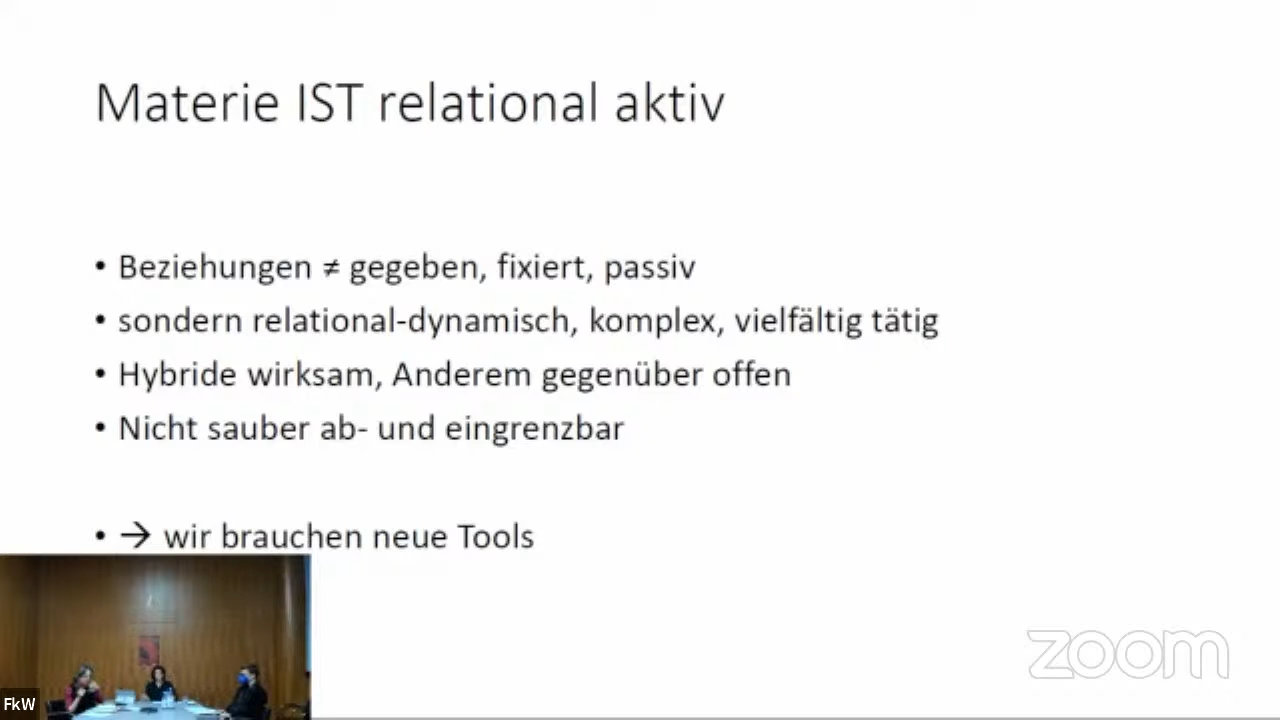 Materie IST relational aktiv
• Beziehungen ≠ gegeben, fixiert, passiv
• sondern relational-dynamisch, komplex, vielfältig tätig
• Hybride wirksam, Anderem gegenüber offen
• Nicht sauber ab- und eingrenzbar
• → wir brauchen neue Tools
FkW
zoom